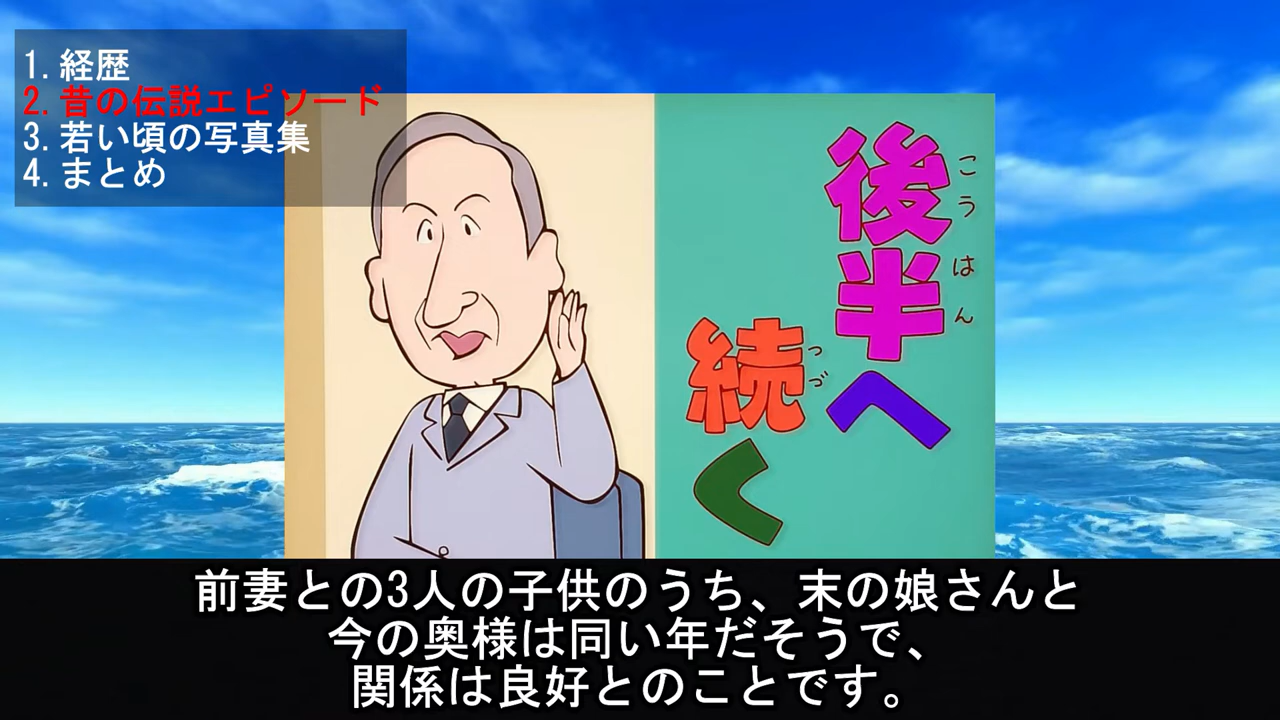 1.経歴
2.昔の伝説エピソード
3.若い頃の写真集
4.まとめ
後半へ
こうはん
続く
つづ
前妻との3人の子供のうち、末の娘さんと
今の奥様は同い年だそうで、
関係は良好とのことです。